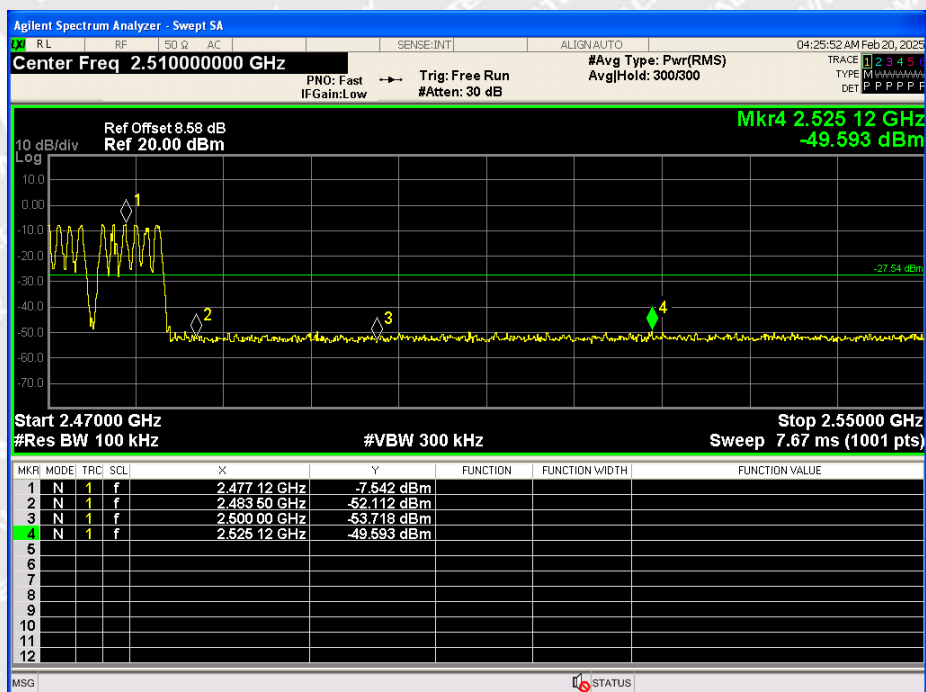 Agilent Spectrum Analyzer - Swept SA
LXI RL RF 50 Ω AC SENSE:INT ALIGN AUTO 04:25:52 AM Feb 20, 2025
Center Freq 2.510000000 GHz
PNO: Fast
IFGain:Low
Trig: Free Run
#Atten: 30 dB
#Avg Type: Pwr(RMS)
Avg|Hold: 300/300
TRACE 1 2 3 4 5 6
TYPE M
DET P P P P P
Mkr4 2.525 12 GHz
-49.593 dBm
Ref Offset 8.58 dB
10 dB/div Ref 20.00 dBm
Log
10.0
0.00
-10.0
-20.0
-30.0
-40.0
-50.0
-60.0
-70.0
1
2
3
4
-27.54 dBm
Start 2.47000 GHz Stop 2.55000 GHz
#Res BW 100 kHz #VBW 300 kHz Sweep 7.67 ms (1001 pts)
MKR MODE TRC SCL X Y FUNCTION FUNCTION WIDTH FUNCTION VALUE
1 N 1 f 2.477 12 GHz -7.542 dBm
2 N 1 f 2.483 50 GHz -52.112 dBm
3 N 1 f 2.500 00 GHz -53.718 dBm
4 N 1 f 2.525 12 GHz -49.593 dBm
5
6
7
8
9
10
11
12
MSG STATUS